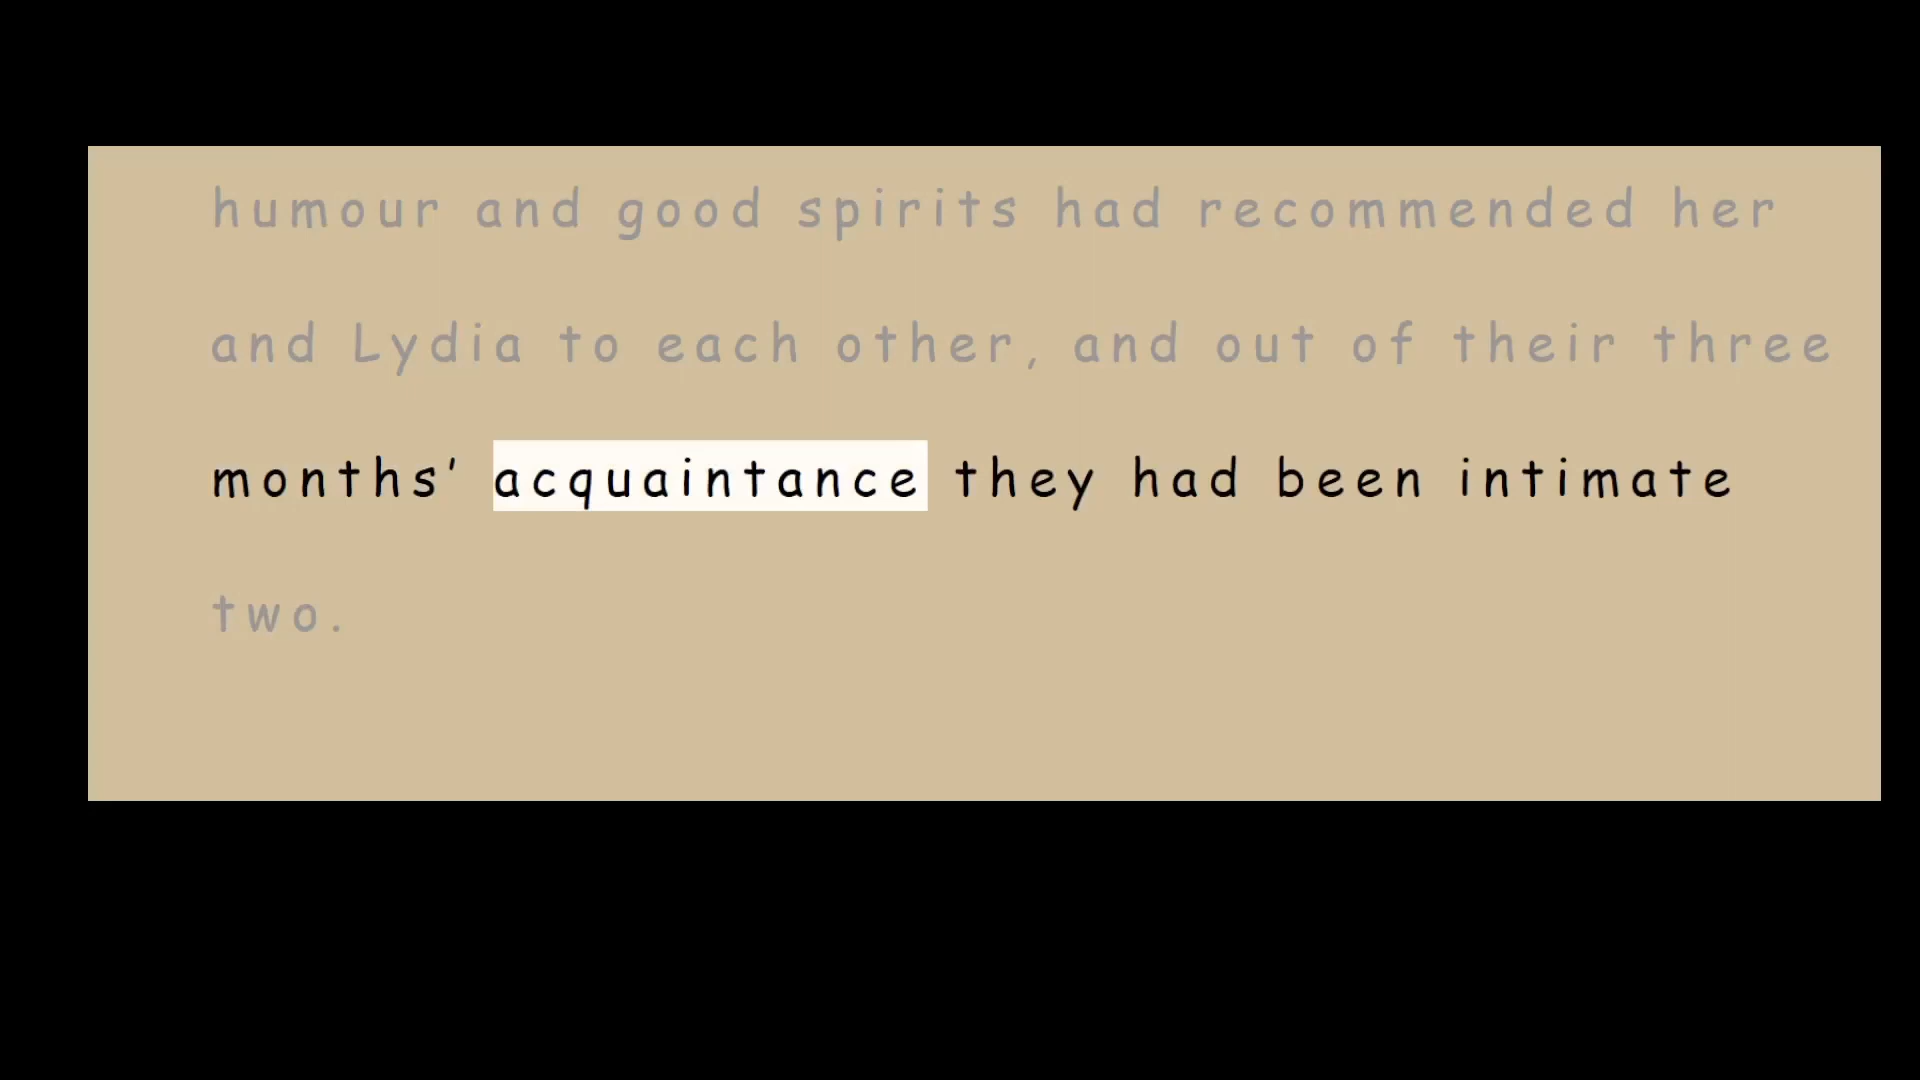 humour and good spirits had recommended her
and Lydia to each other, and out of their three
months’ acquaintance they had been intimate
two.